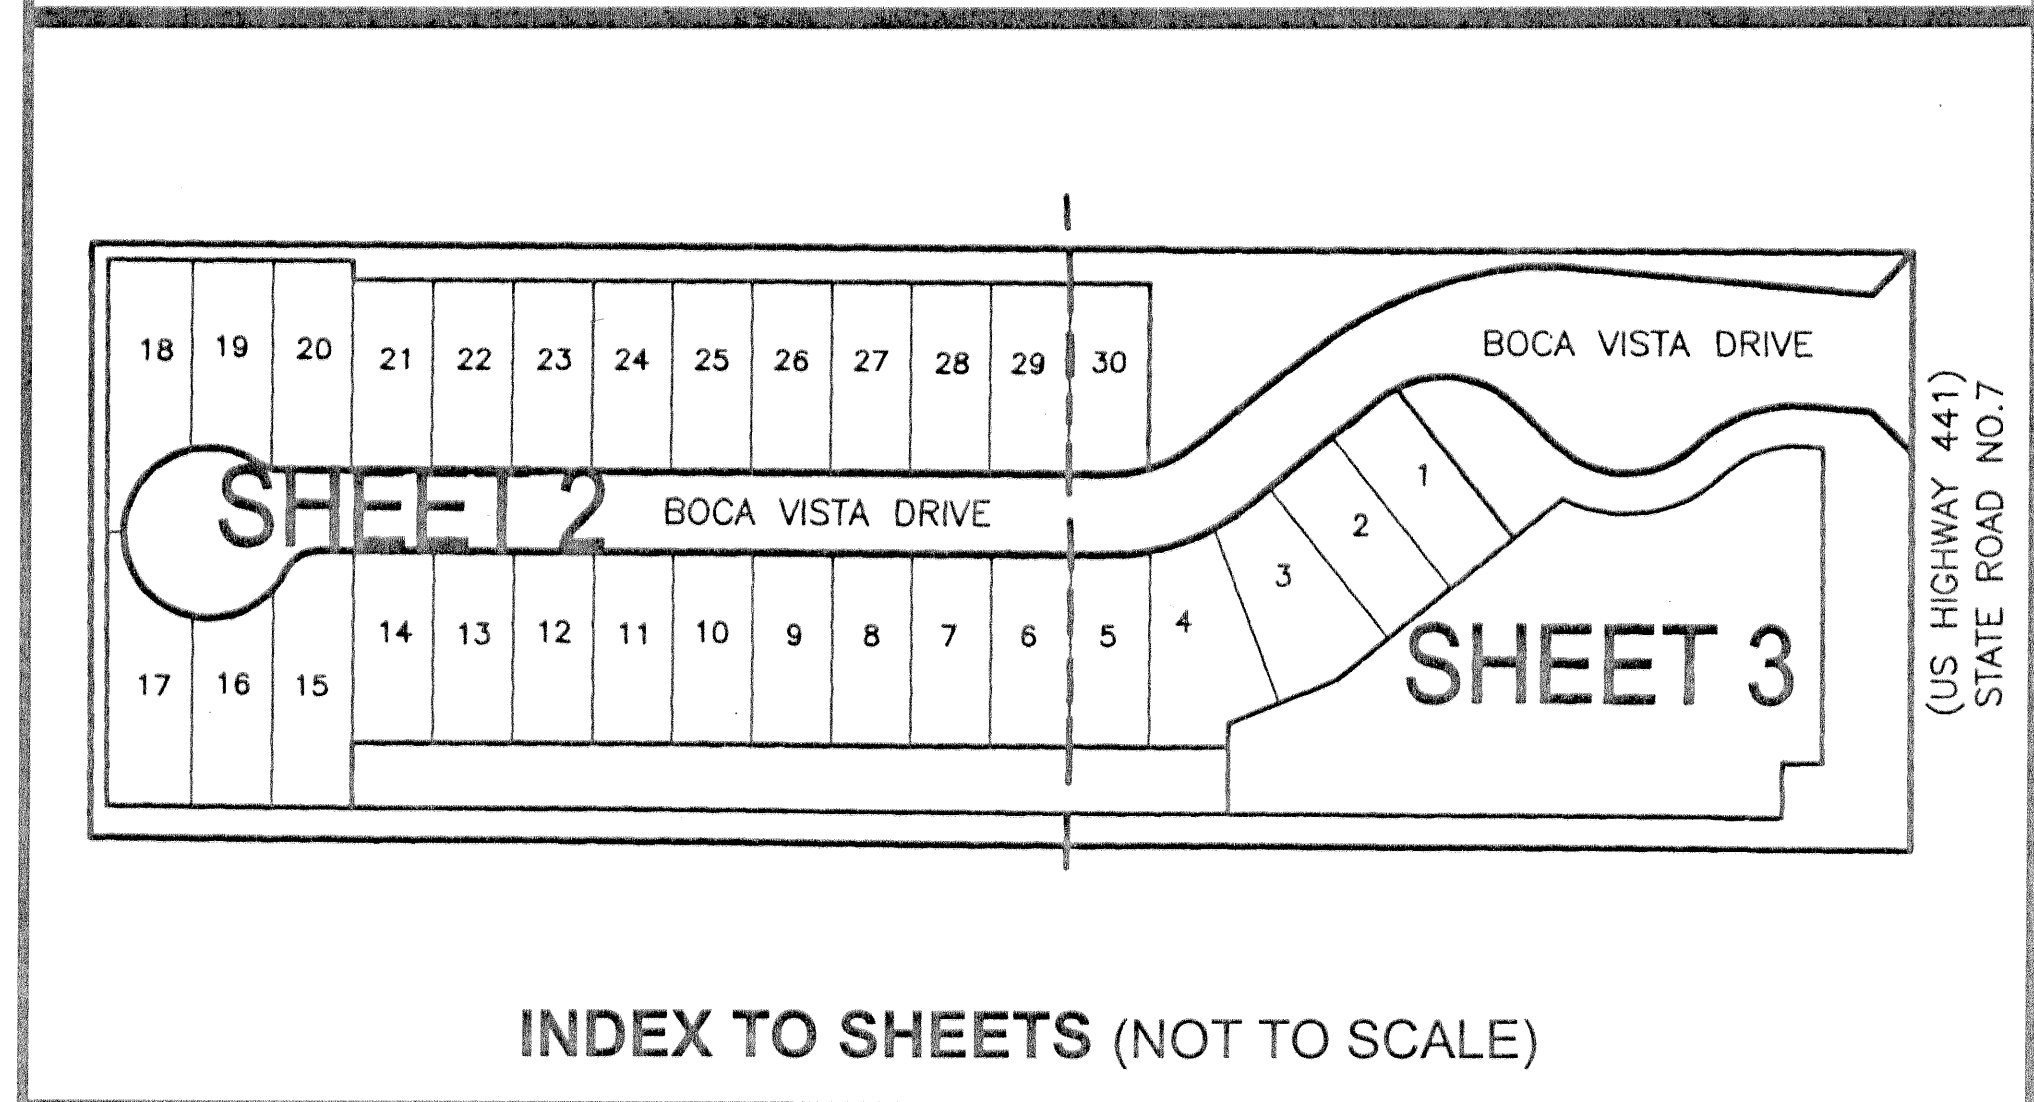 18 19 20 21 22 23 24 25 26 27 28 29 30
BOCA VISTA DRIVE
(US HIGHWAY 441)
STATE ROAD NO.7
SHEET 2
BOCA VISTA DRIVE
1
2
3
4
17 16 15 14 13 12 11 10 9 8 7 6 5
SHEET 3
INDEX TO SHEETS (NOT TO SCALE)